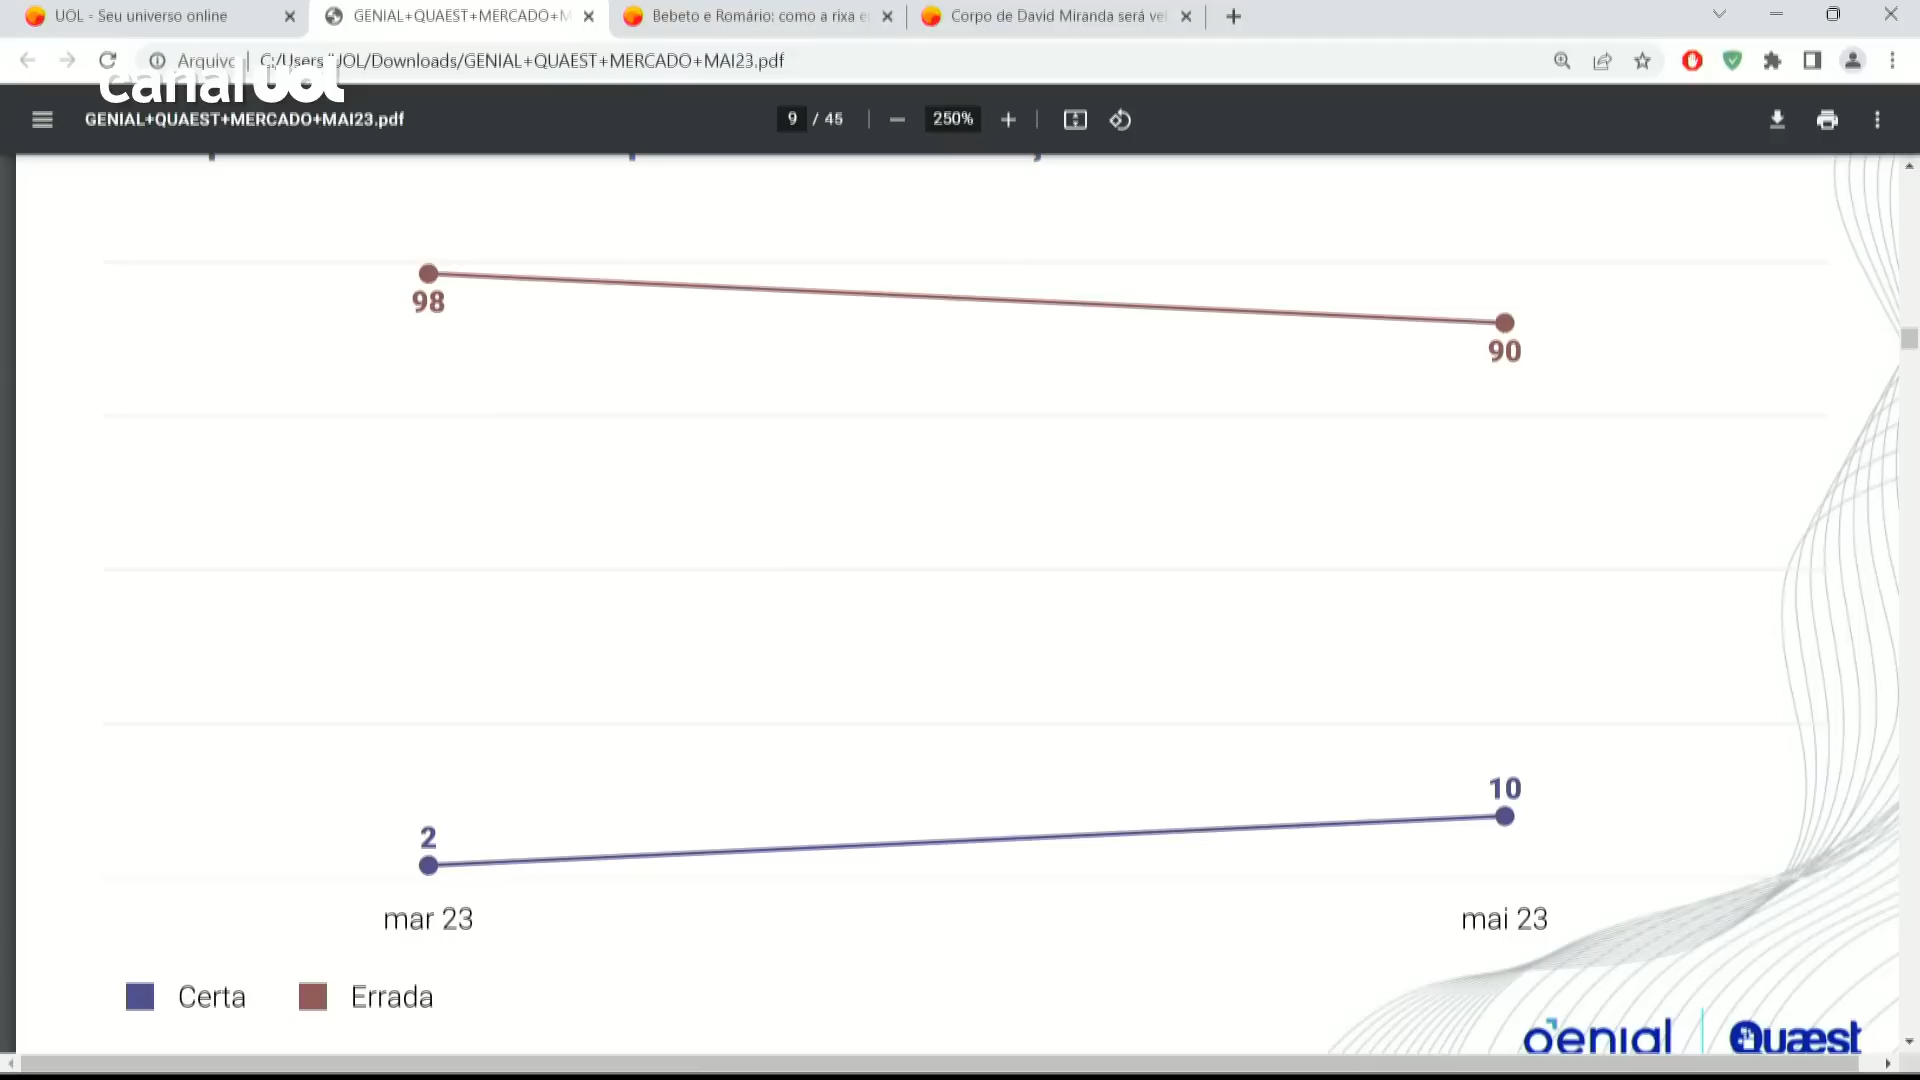 UOL - Seu universo online
GENIAL+QUAEST+MERCADO+M
Bebeto e Romário: como a rixa e
Corpo de David Miranda será vel
Arquivo
C:/Users/UOL/Downloads/GENIAL+QUAEST+MERCADO+MAI23.pdf
canal UOL
GENIAL+QUAEST+MERCADO+MAI23.pdf
9 / 45
250%
98
90
10
2
mar 23
mai 23
Certa
Errada
genial
Quaest